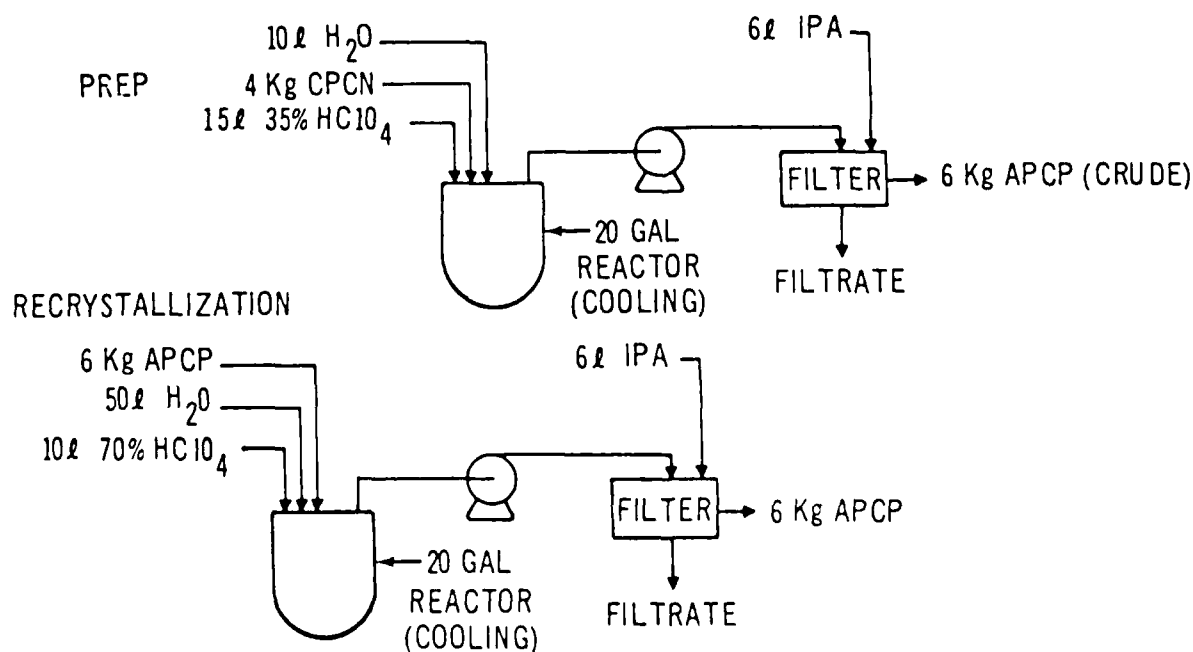 PREP
10ℓ H₂O
4 Kg CPCN
15ℓ 35% HClO₄
6ℓ IPA
FILTER
6 Kg APCP (CRUDE)
20 GAL
REACTOR
(COOLING)
FILTRATE
RECRYSTALLIZATION
6 Kg APCP
50ℓ H₂O
10ℓ 70% HClO₄
6ℓ IPA
FILTER
6 Kg APCP
20 GAL
REACTOR
(COOLING)
FILTRATE